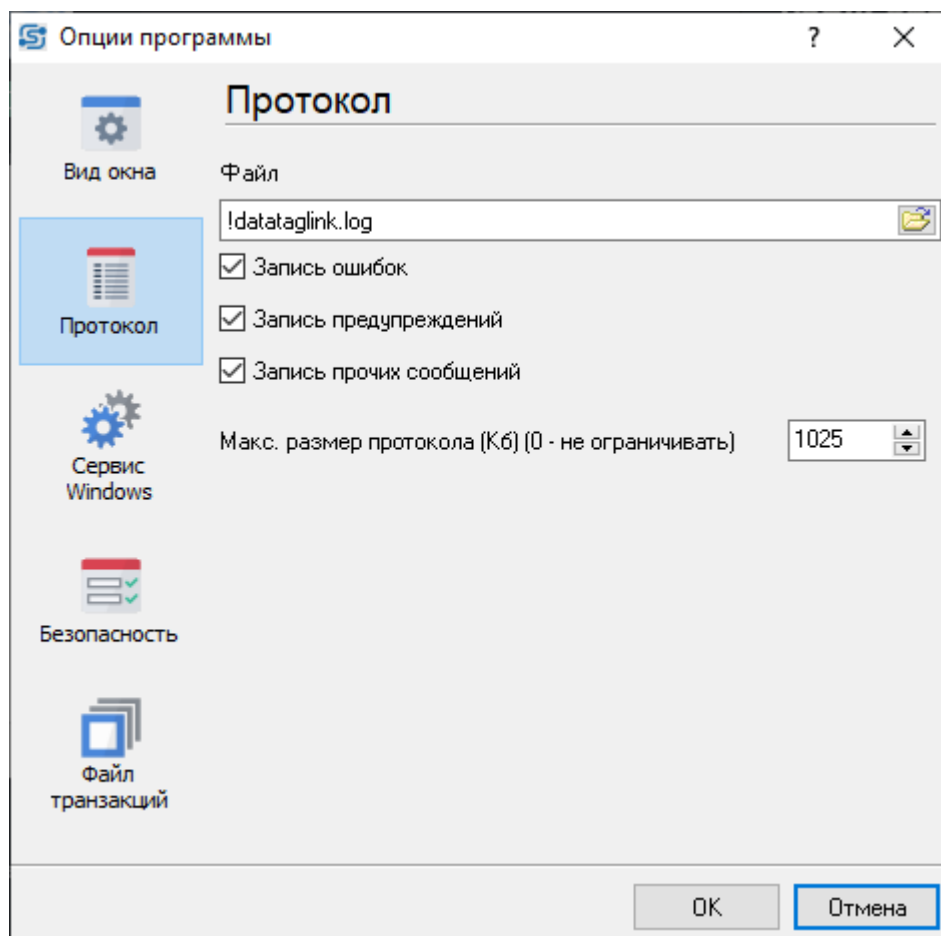 Опции программы
?
Вид окна
Протокол
Сервис
Windows
Безопасность
Файл
транзакций
Протокол
Файл
!datataglink.log
Запись ошибок
Запись предупреждений
Запись прочих сообщений
Макс. размер протокола (Кб) (0 - не ограничивать)
1025
OK
Отмена